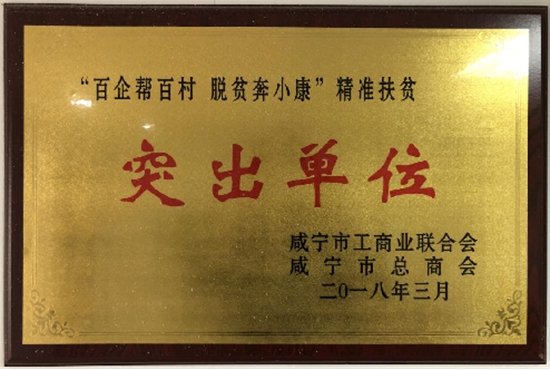 “百企帮百村 脱贫奔小康”精准扶贫
突出单位
咸宁市工商业联合会
咸宁市总商会
二0一八年三月